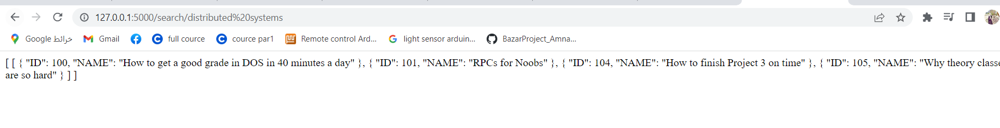 127.0.0.1:5000/search/distributed%20systems
Google خرائط
Gmail
full cource
cource par1
Remote control Ard...
light sensor arduin...
BazarProject_Amna...
[ [ { "ID": 100, "NAME": "How to get a good grade in DOS in 40 minutes a day" }, { "ID": 101, "NAME": "RPCs for Noobs" }, { "ID": 104, "NAME": "How to finish Project 3 on time" }, { "ID": 105, "NAME": "Why theory classe
are so hard" } ] ]